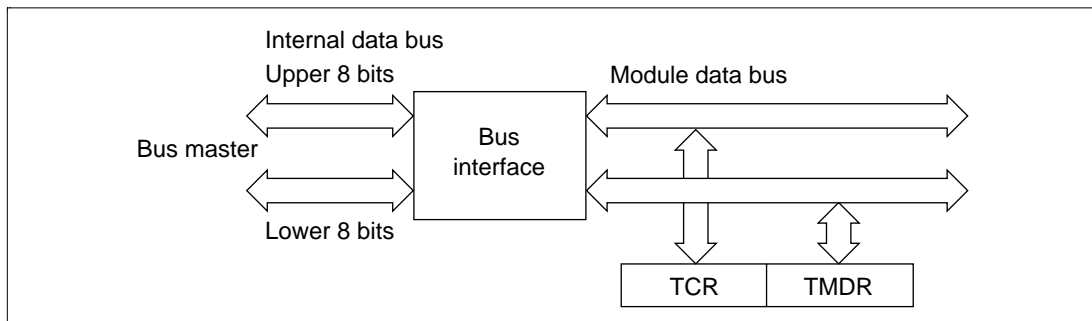 Internal data bus
Upper 8 bits
Module data bus
Bus master
Bus
interface
Lower 8 bits
TCR
TMDR